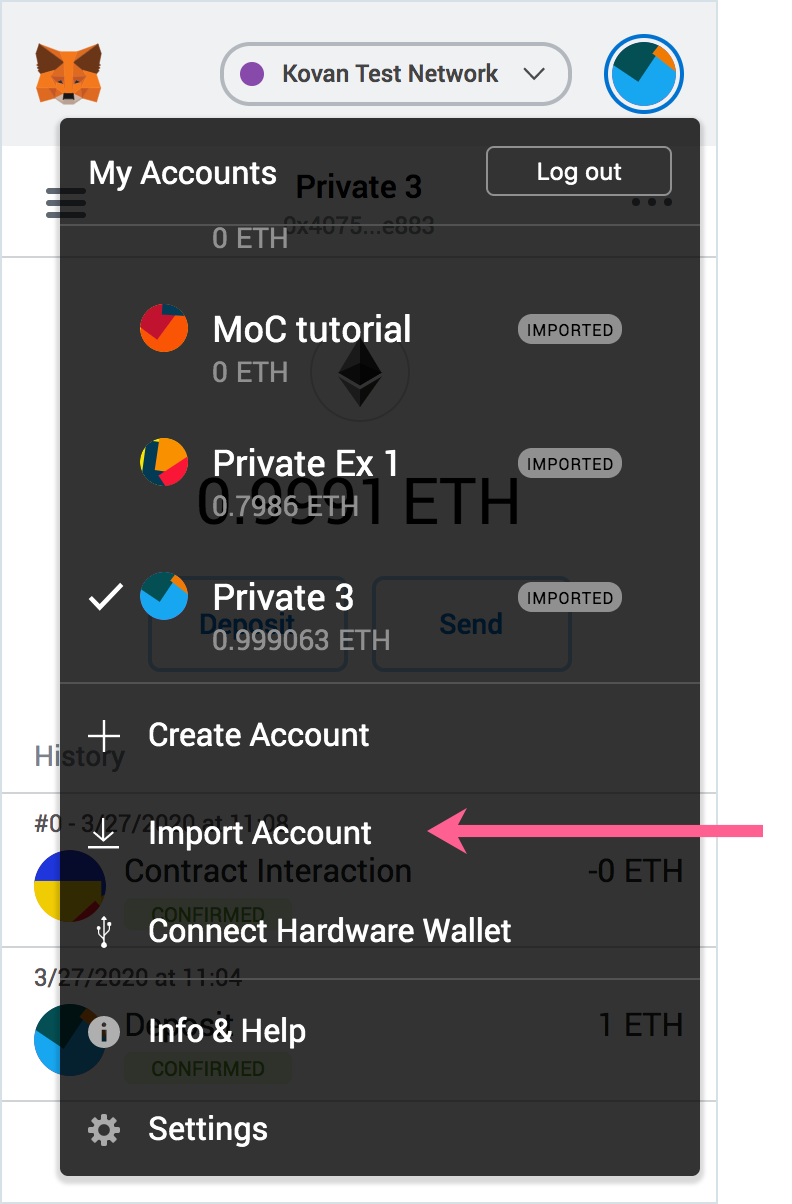 Kovan Test Network
My Accounts
Private 3
Log out
0x4075...e883
0 ETH
MoC tutorial
IMPORTED
0 ETH
Private Ex 1
IMPORTED
0.9991 ETH
0.7986 ETH
Private 3
IMPORTED
Deposit
Send
0.999063 ETH
Create Account
History
#0 - 3/27/2020 at 11:08
Import Account
Contract Interaction
-0 ETH
CONFIRMED
Connect Hardware Wallet
3/27/2020 at 11:04
Deposit
1 ETH
Info & Help
CONFIRMED
Settings